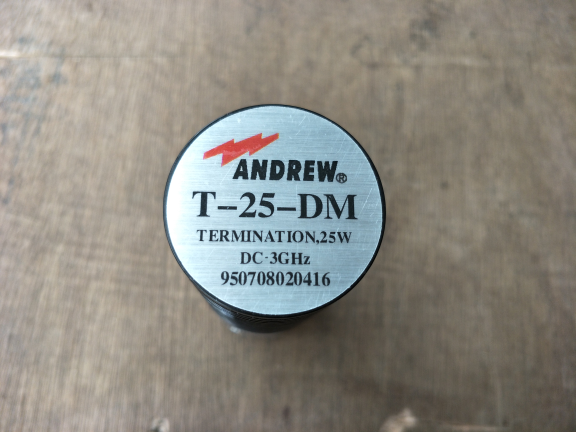 ANDREW®
T-25-DM
TERMINATION,25W
DC-3GHz
950708020416